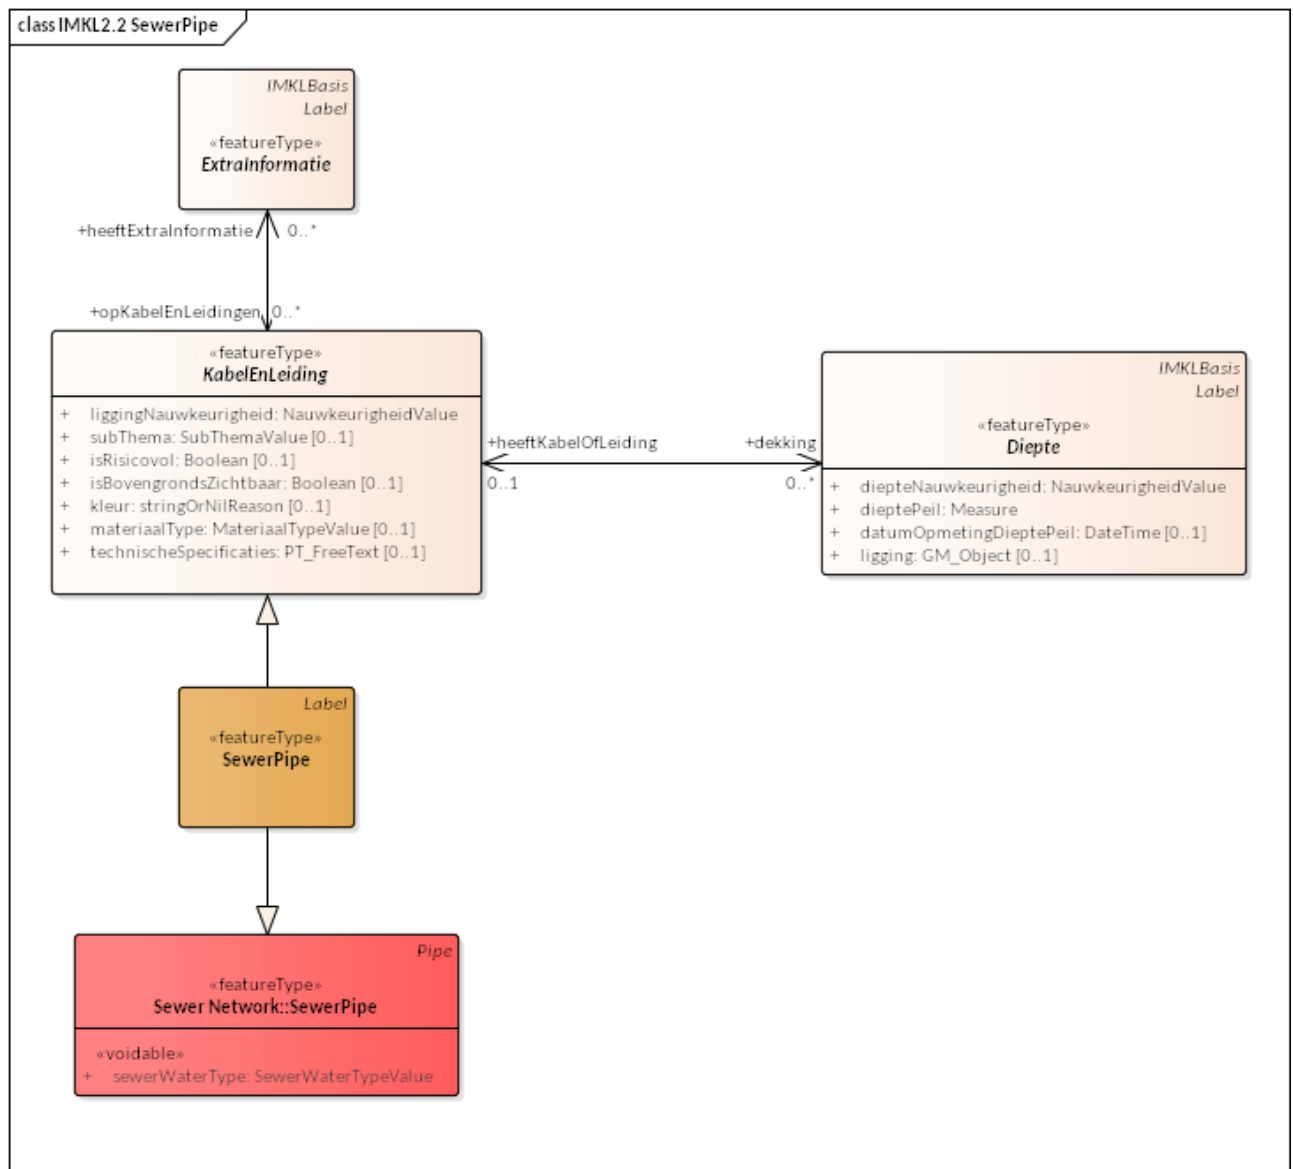 class IMKL2.2 SewerPipe
IMKLBasis
Label
«featureType»
ExtraInformatie
+heeftExtraInformatie 0..*
+opKabelEnLeidingen 0..*
«featureType»
KabelEnLeiding
+ liggingNauwkeurigheid: NauwkeurigheidValue
+ subThema: SubThemaValue [0..1]
+ isRisicovol: Boolean [0..1]
+ isBovengrondsZichtbaar: Boolean [0..1]
+ kleur: stringOrNilReason [0..1]
+ materiaalType: MateriaalTypeValue [0..1]
+ technischeSpecificaties: PT_FreeText [0..1]
+heeftKabelOfLeiding
0..1
+dekking
0..*
IMKLBasis
Label
«featureType»
Diepte
+ diepteNauwkeurigheid: NauwkeurigheidValue
+ dieptePeil: Measure
+ datumOpmetingDieptePeil: DateTime [0..1]
+ ligging: GM_Object [0..1]
Label
«featureType»
SewerPipe
Pipe
«featureType»
Sewer Network::SewerPipe
«voidable»
+ sewerWaterType: SewerWaterTypeValue